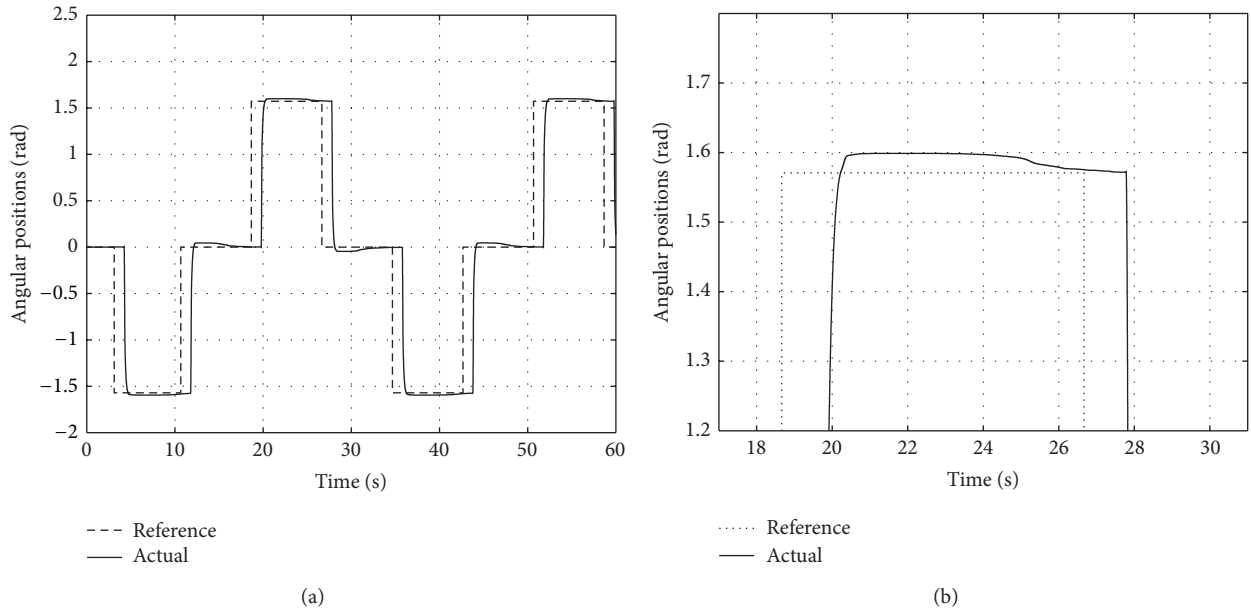 2.5
2
1.5
1
0.5
0
−0.5
−1
−1.5
−2
Angular positions (rad)
0 10 20 30 40 50 60
Time (s)
Reference
Actual
(a)
1.7
1.6
1.5
1.4
1.3
1.2
Angular positions (rad)
18 20 22 24 26 28 30
Time (s)
Reference
Actual
(b)